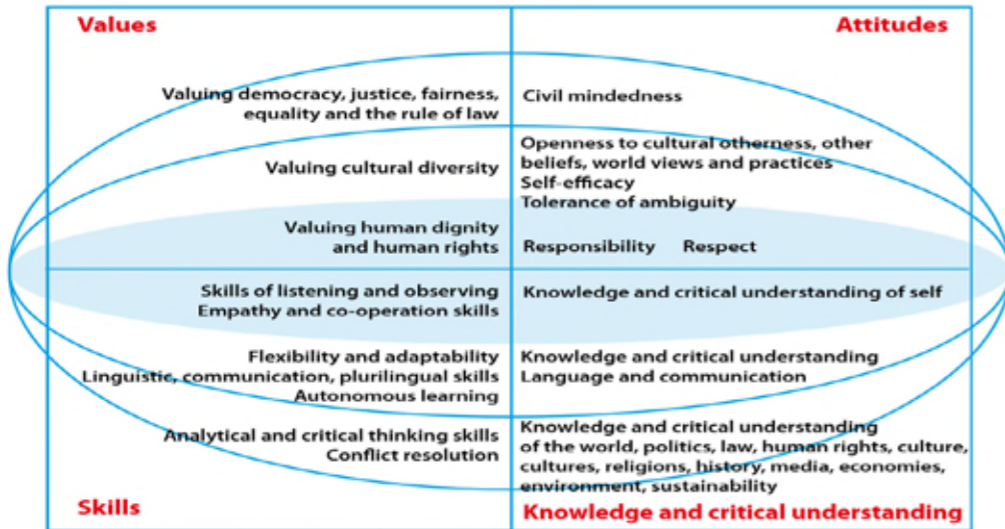 Values
Attitudes
Valuing democracy, justice, fairness,
equality and the rule of law
Civil mindedness
Valuing cultural diversity
Openness to cultural otherness, other
beliefs, world views and practices
Self-efficacy
Tolerance of ambiguity
Valuing human dignity
and human rights
Responsibility Respect
Skills of listening and observing
Empathy and co-operation skills
Knowledge and critical understanding of self
Flexibility and adaptability
Linguistic, communication, plurilingual skills
Autonomous learning
Knowledge and critical understanding
Language and communication
Analytical and critical thinking skills
Conflict resolution
Knowledge and critical understanding
of the world, politics, law, human rights, culture,
cultures, religions, history, media, economies,
environment, sustainability
Skills
Knowledge and critical understanding